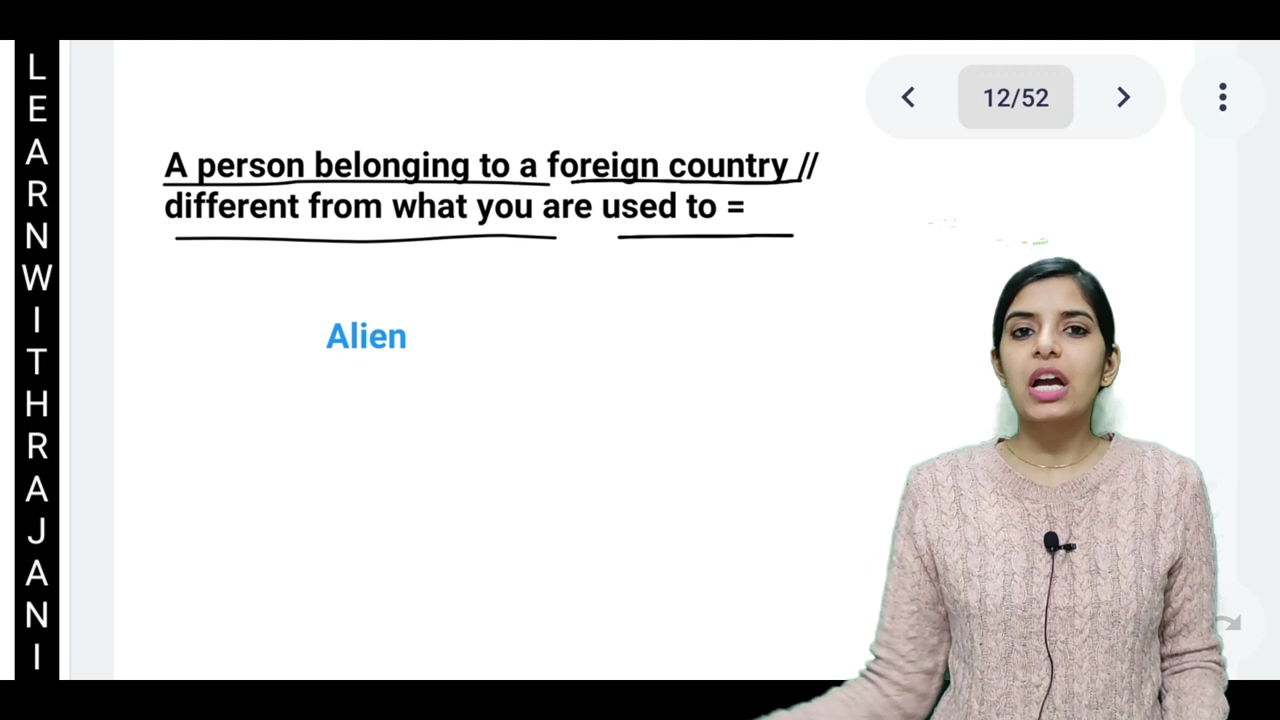 LEARNWITHRAJANI
12/52
A person belonging to a foreign country //
different from what you are used to =
Alien